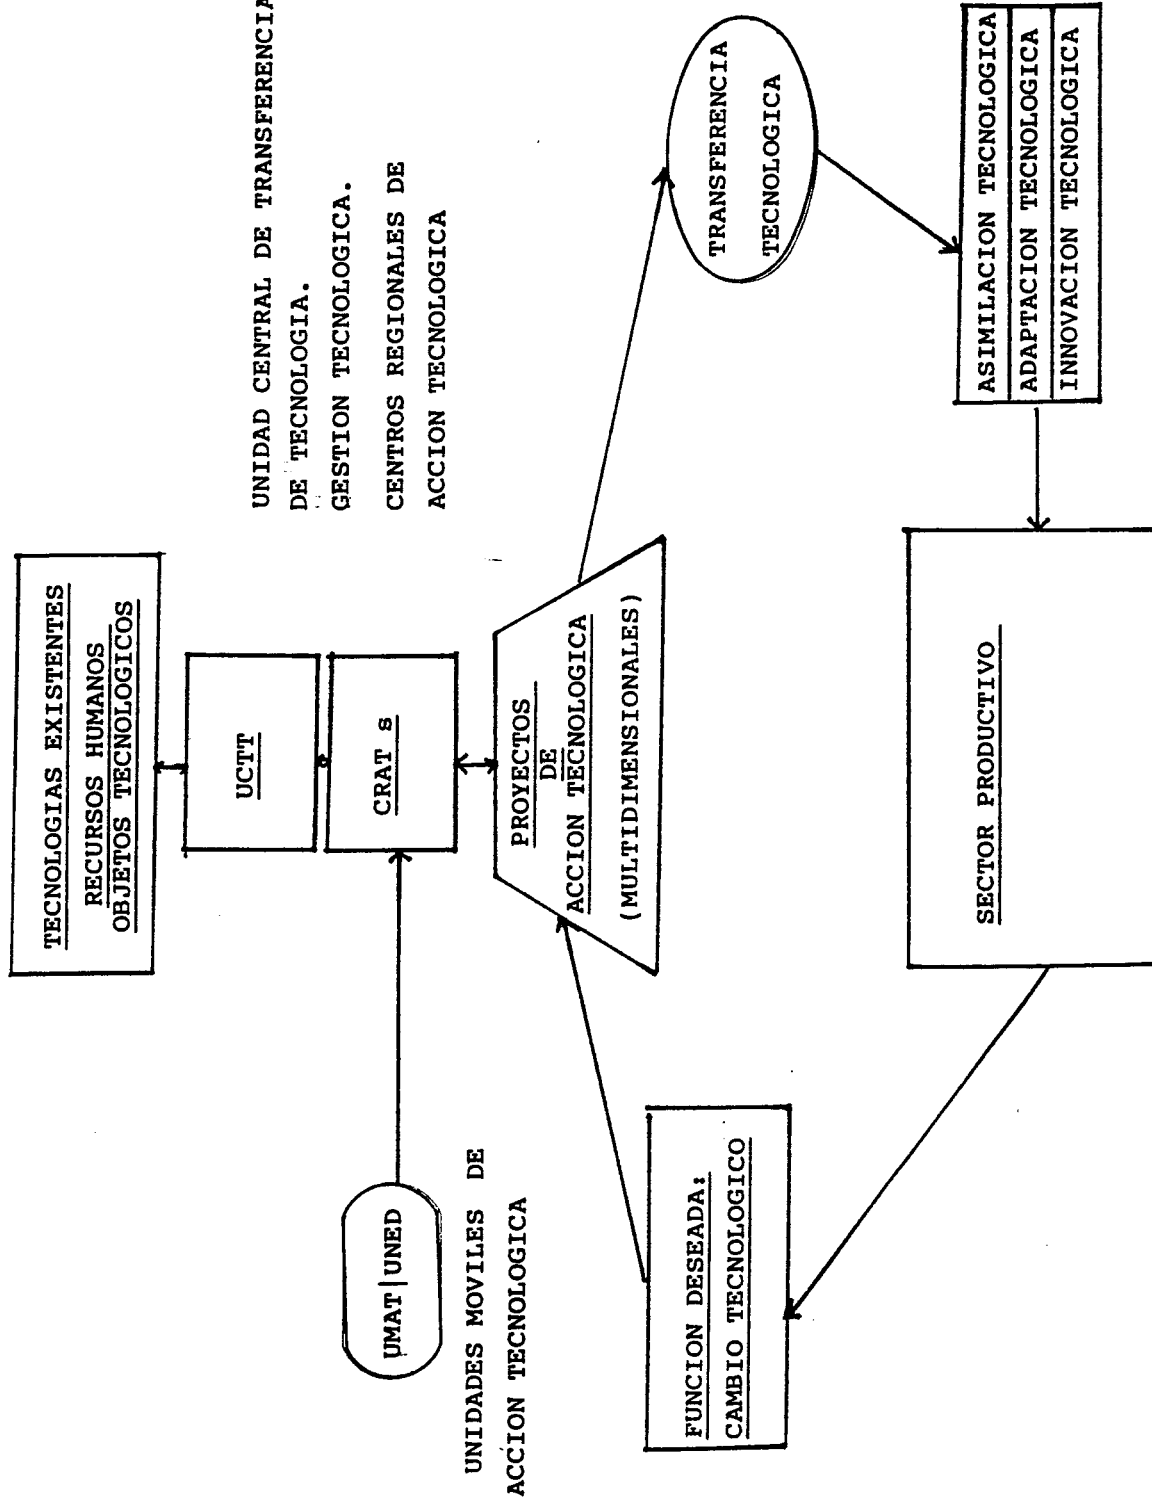 TECNOLOGIAS EXISTENTES
RECURSOS HUMANOS
OBJETOS TECNOLOGICOS
UCTT
CRAT s
UNIDAD CENTRAL DE TRANSFERENCIA
DE TECNOLOGIA.
GESTION TECNOLOGICA.
CENTROS REGIONALES DE
ACCION TECNOLOGICA
UMAT|UNED
UNIDADES MOVILES DE
ACCION TECNOLOGICA
PROYECTOS
DE
ACCION TECNOLOGICA
(MULTIDIMENSIONALES)
TRANSFERENCIA
TECNOLOGICA
FUNCION DESEADA:
CAMBIO TECNOLOGICO
SECTOR PRODUCTIVO
ASIMILACION TECNOLOGICA
ADAPTACION TECNOLOGICA
INNOVACION TECNOLOGICA